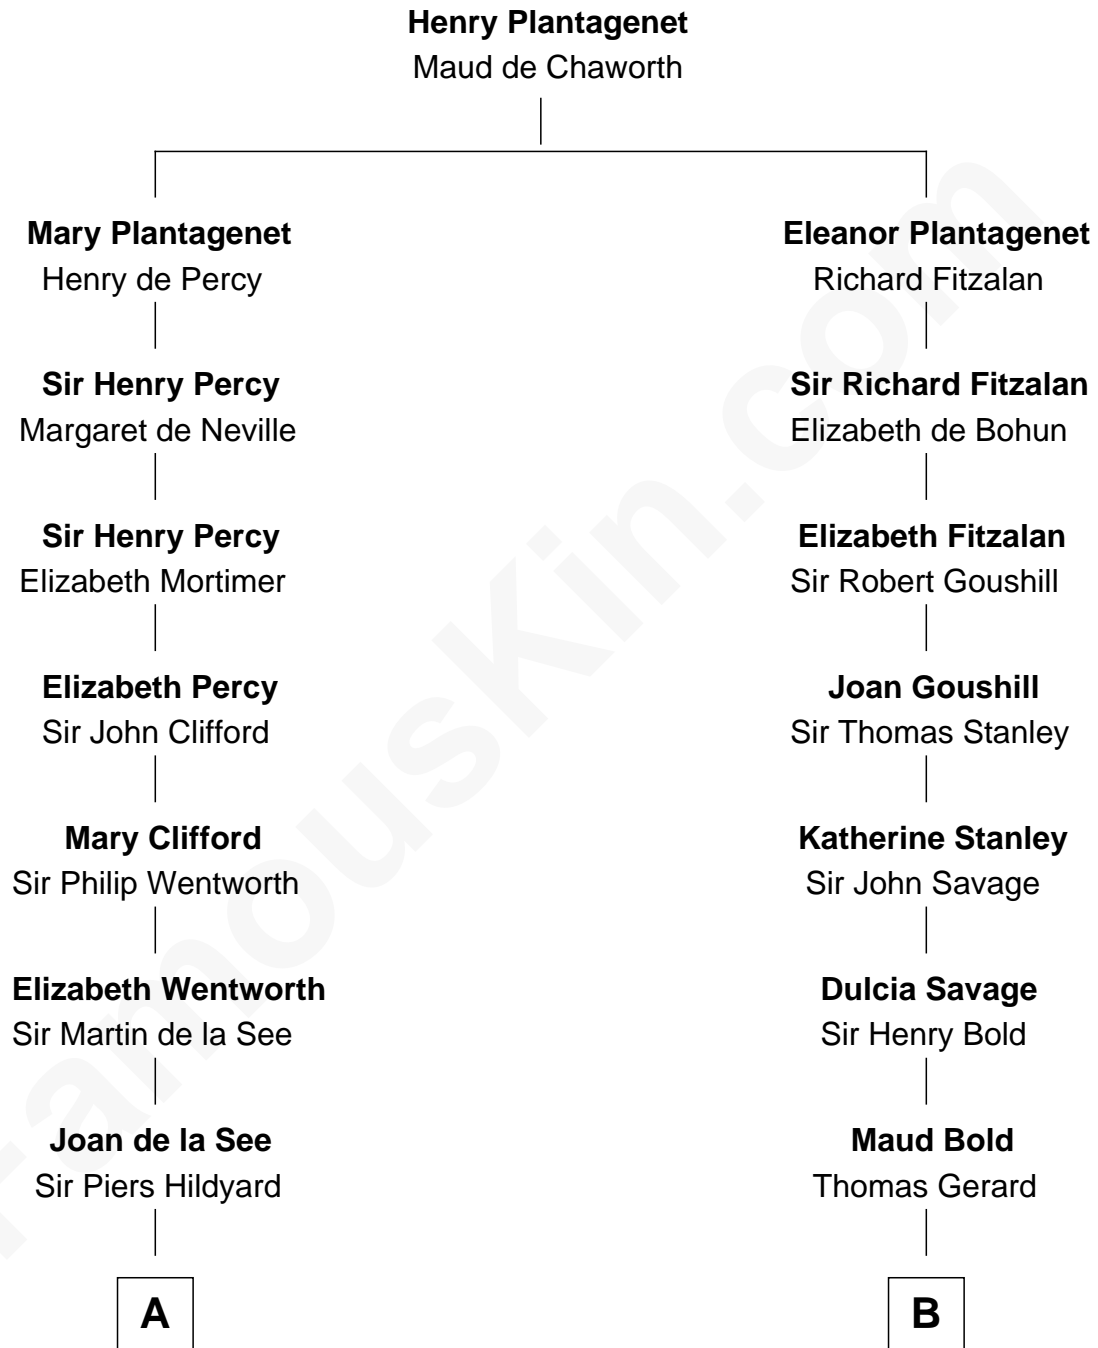 Henry Plantagenet
Maud de Chaworth
Mary Plantagenet
Henry de Percy
Eleanor Plantagenet
Richard Fitzalan
Sir Henry Percy
Margaret de Neville
Sir Richard Fitzalan
Elizabeth de Bohun
Sir Henry Percy
Elizabeth Mortimer
Elizabeth Fitzalan
Sir Robert Goushill
Elizabeth Percy
Sir John Clifford
Joan Goushill
Sir Thomas Stanley
Mary Clifford
Sir Philip Wentworth
Katherine Stanley
Sir John Savage
Elizabeth Wentworth
Sir Martin de la See
Dulcia Savage
Sir Henry Bold
Joan de la See
Sir Piers Hildyard
Maud Bold
Thomas Gerard
A
B
FamousKin.com